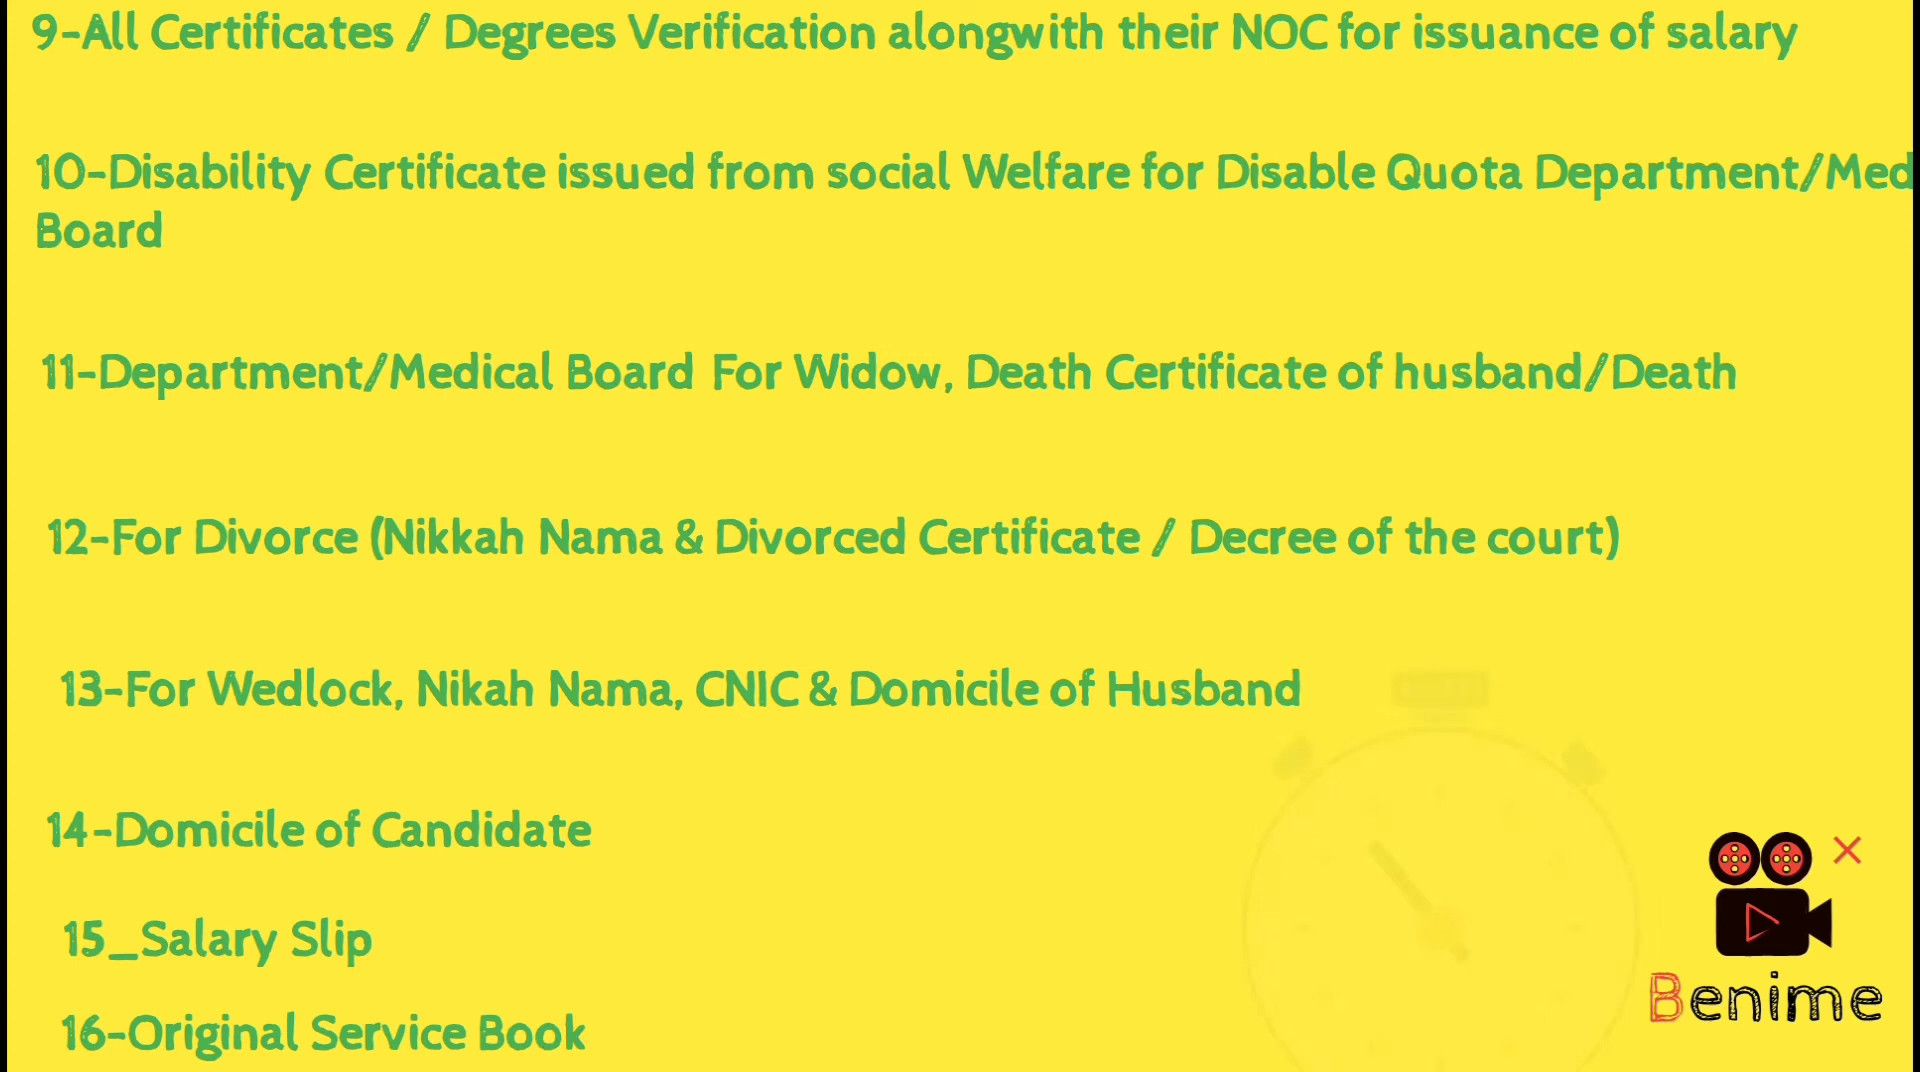 9-All Certificates / Degrees Verification alongwith their NOC for issuance of salary
10-Disability Certificate issued from social Welfare for Disable Quota Department/Med
Board
11-Department/Medical Board For Widow, Death Certificate of husband/Death
12-For Divorce (Nikkah Nama & Divorced Certificate / Decree of the court)
13-For Wedlock, Nikah Nama, CNIC & Domicile of Husband
14-Domicile of Candidate
15_Salary Slip
16-Original Service Book
Benime